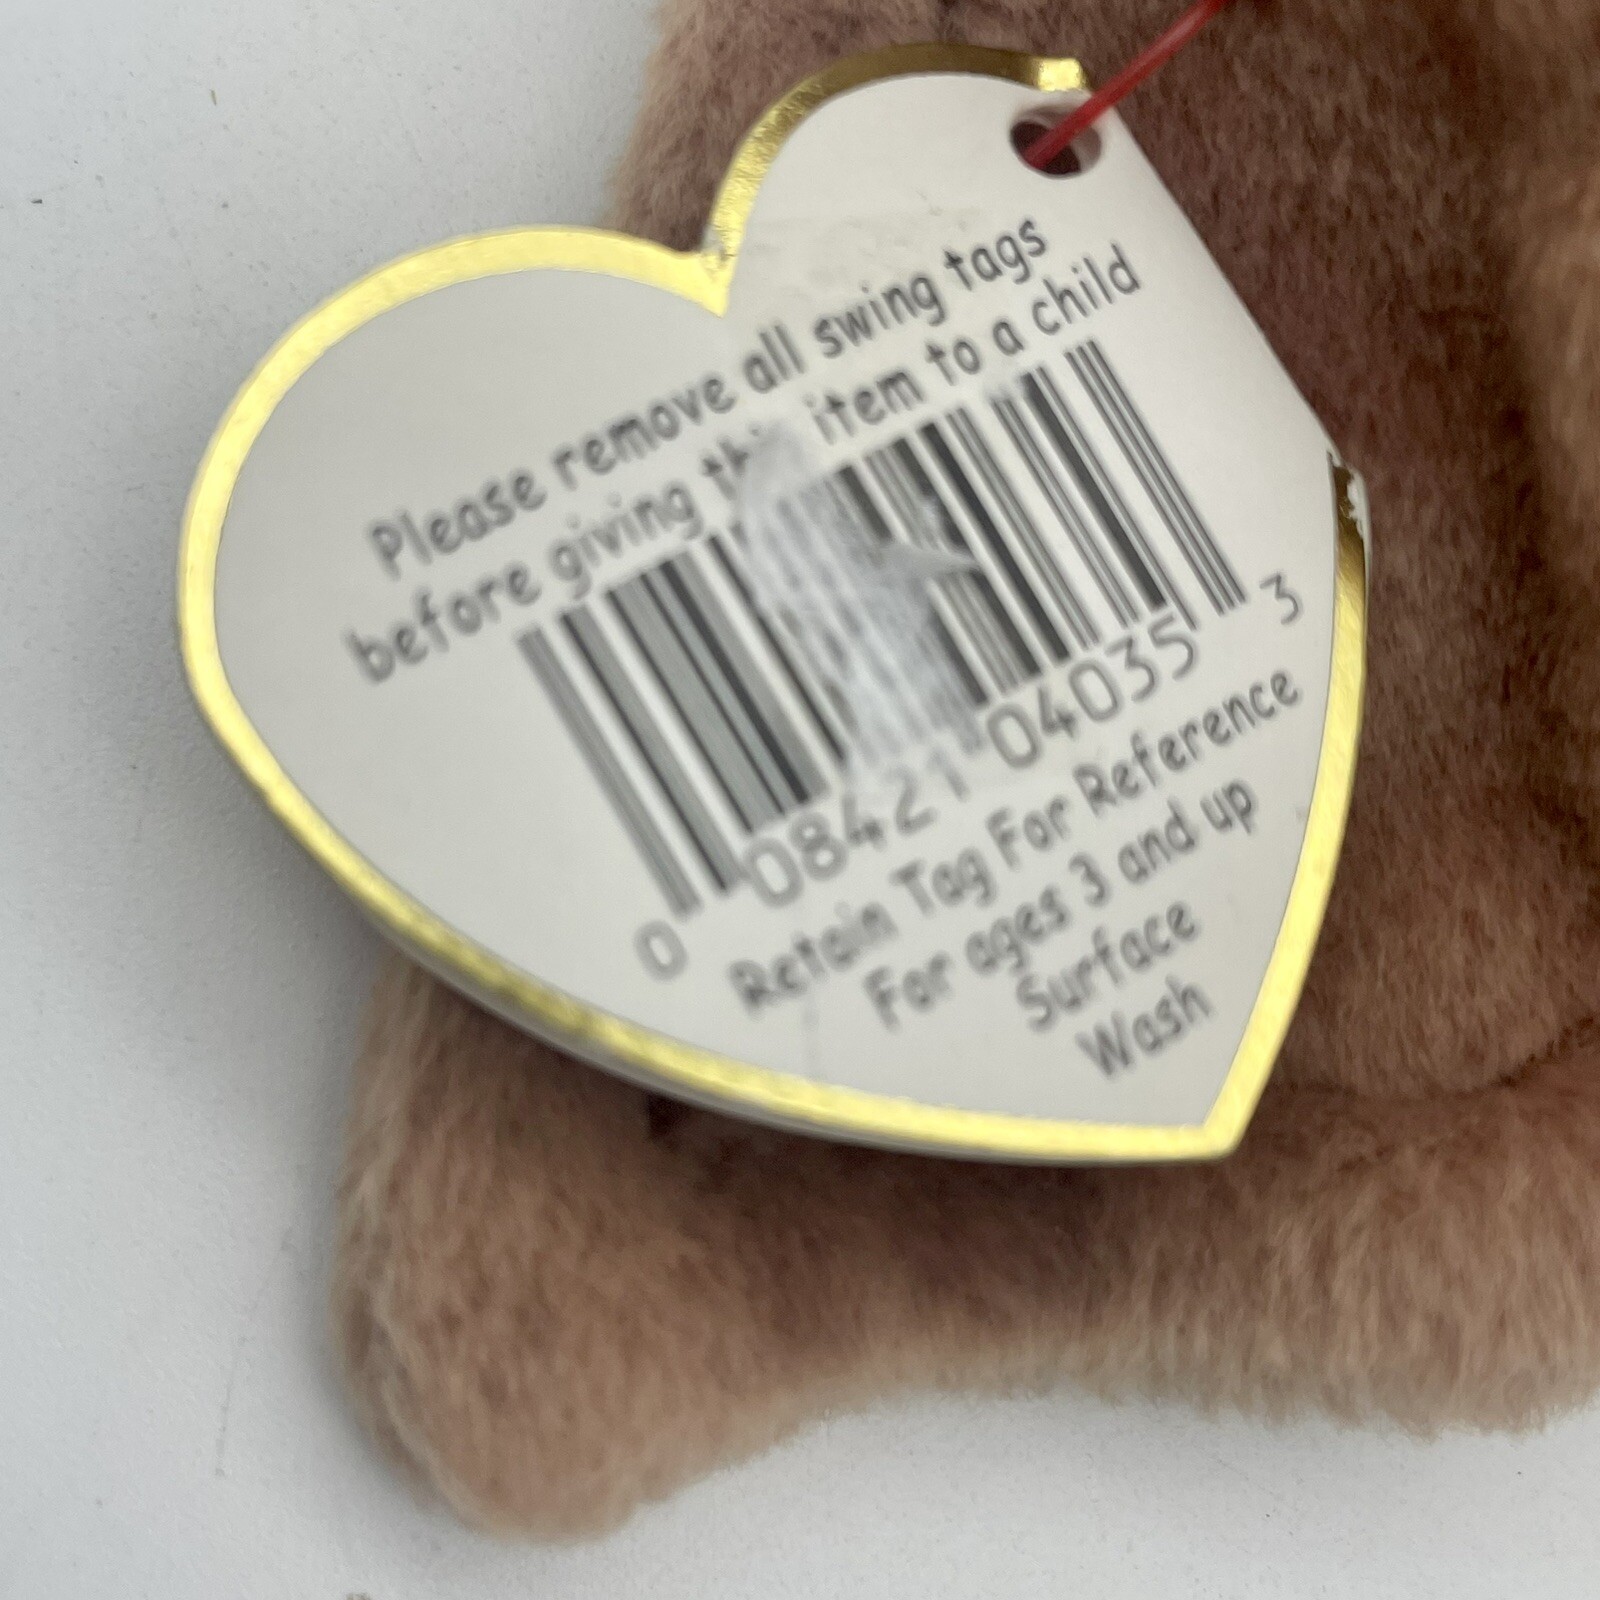 Please remove all swing tags
before giving this item to a child
0 08421 04035 3
Retain Tag For Reference
For ages 3 and up
Surface
Wash